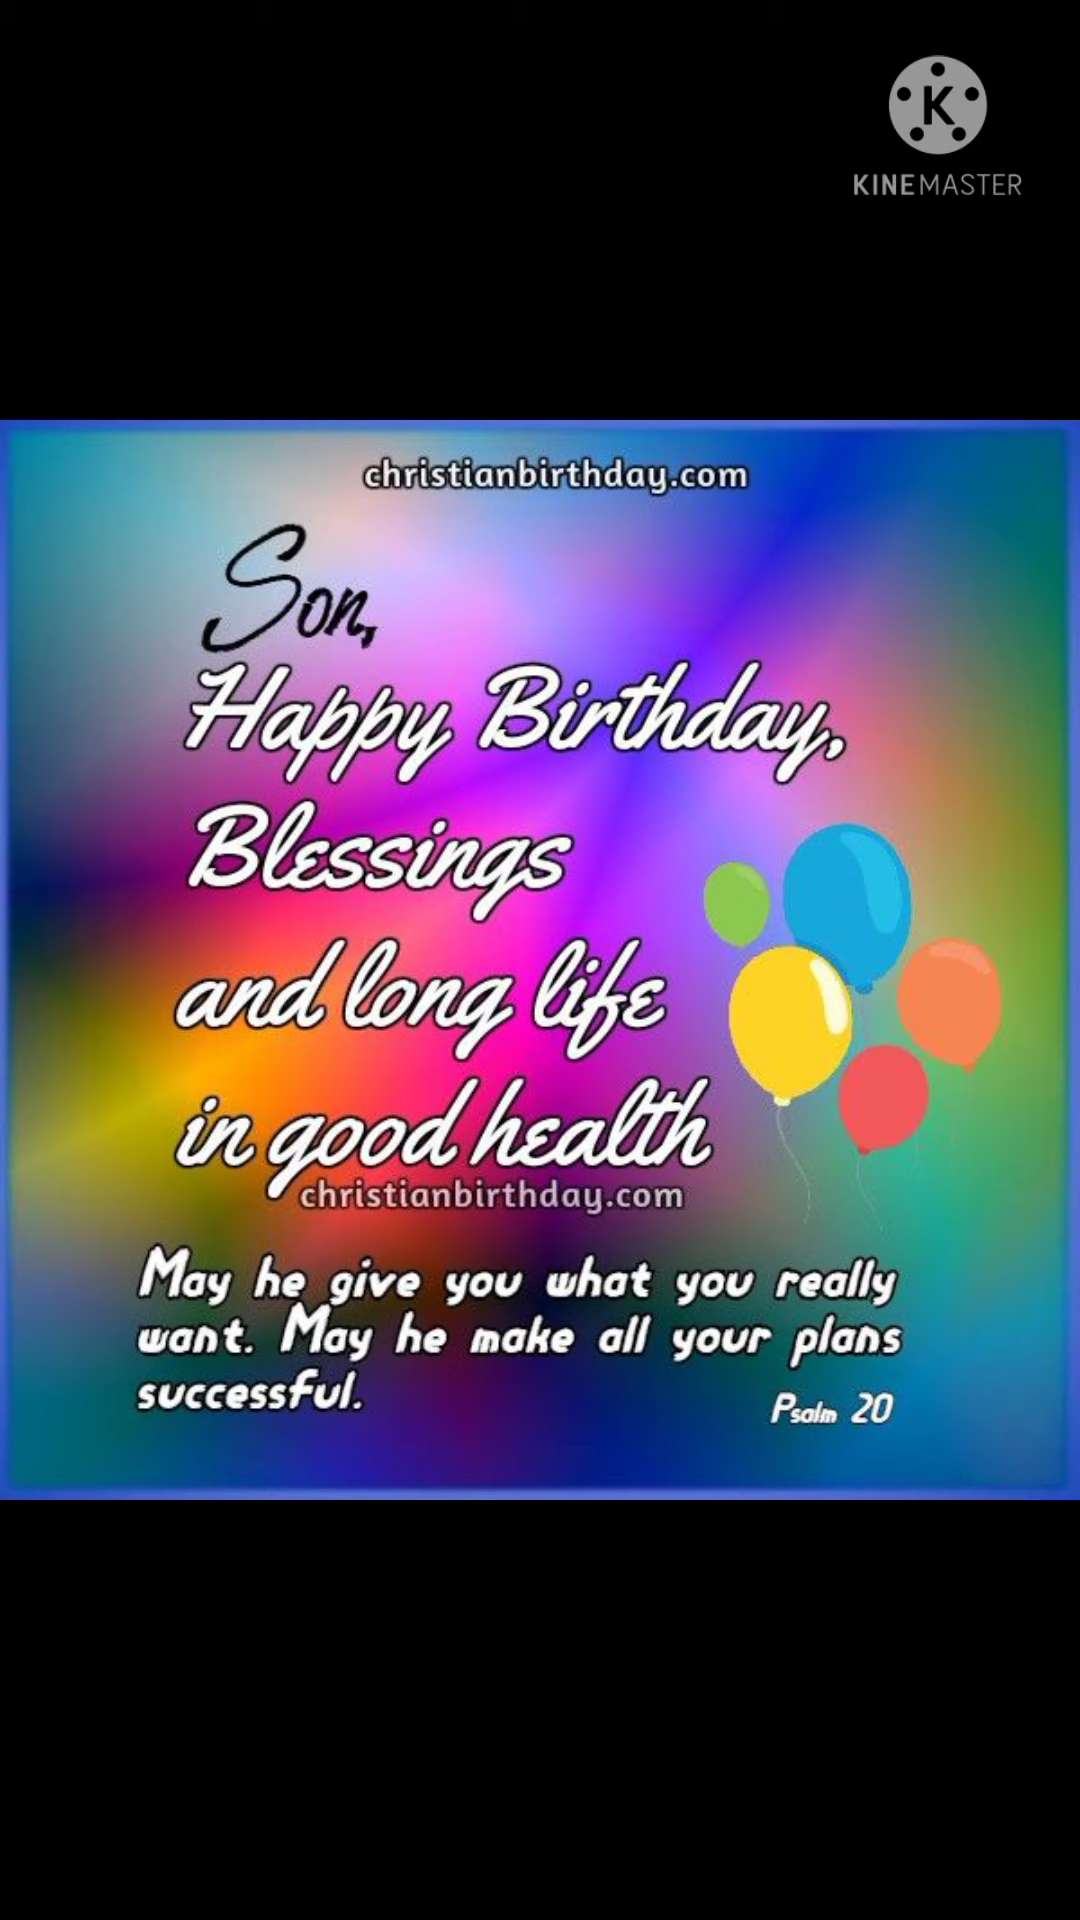 K
KINEMASTER
christianbirthday.com
Son,
Happy Birthday,
Blessings
and long life
in good health
christianbirthday.com
May he give you what you really
want. May he make all your plans
successful.
Psalm 20